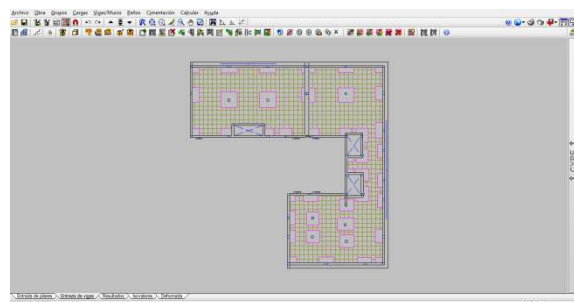 Archivo Obra Grupos Cargas Vigas/Muros Paños Cimentación Calcular Ayuda
CYPE
Entrada de pilares Entrada de vigas Resultados Isovalores Deformada